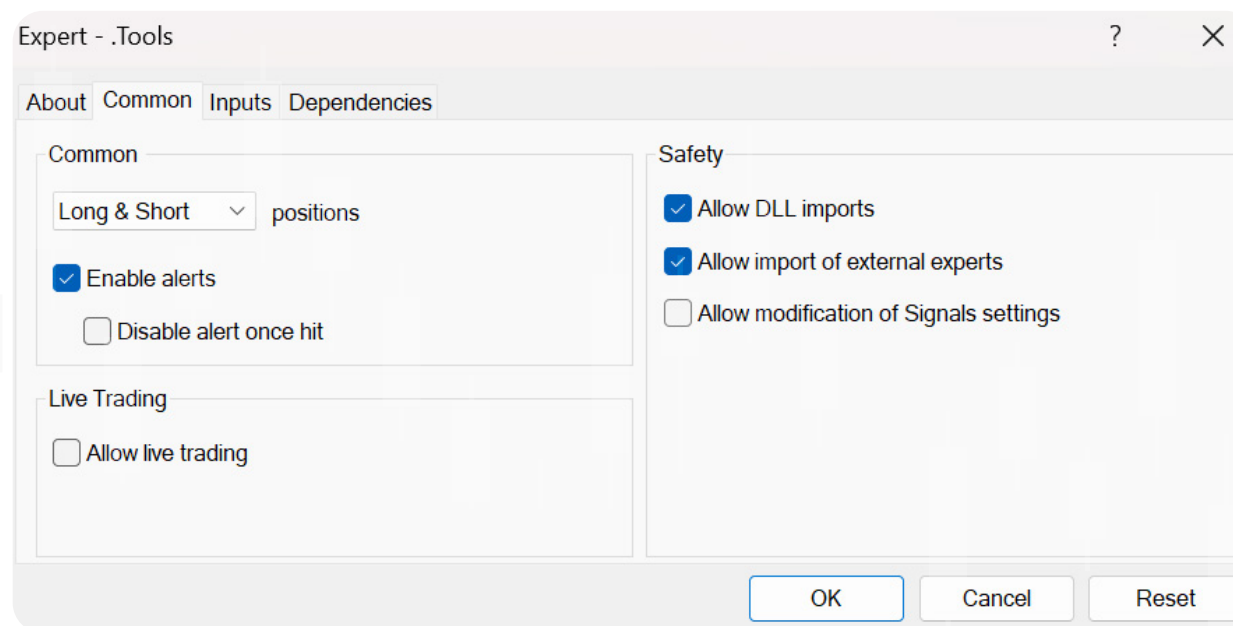 Expert - .Tools ?
About Common Inputs Dependencies
Common
Long & Short positions
Enable alerts
Disable alert once hit
Live Trading
Allow live trading
Safety
Allow DLL imports
Allow import of external experts
Allow modification of Signals settings
OK Cancel Reset